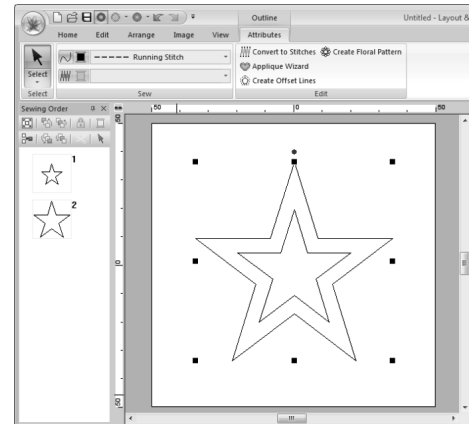 Outline
Untitled - Layout &
Home Edit Arrange Image View Attributes
Select
Running Stitch
Convert to Stitches Create Floral Pattern
Applique Wizard
Create Offset Lines
Select Sew Edit
Sewing Order
50 0 50
1
2
50
0
50